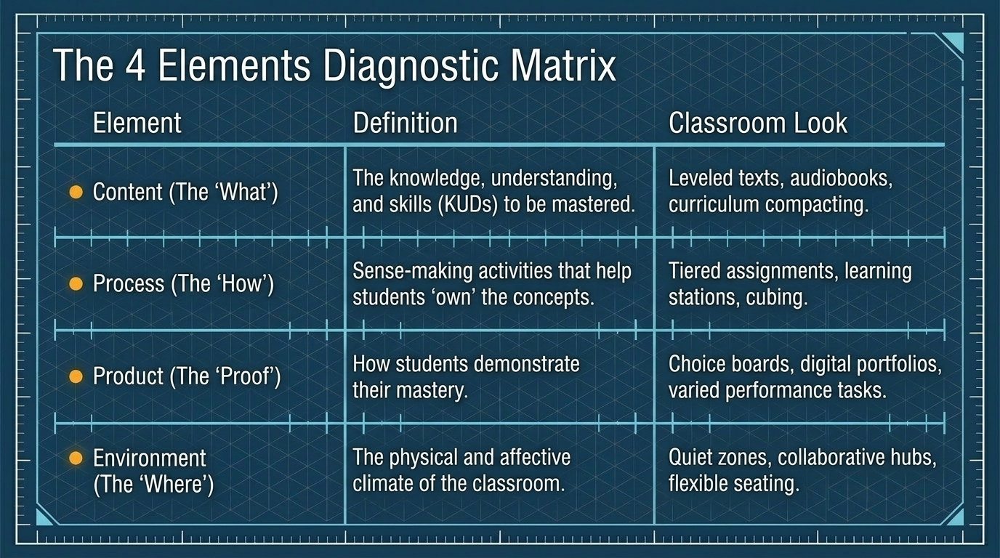 The 4 Elements Diagnostic Matrix
Element
Definition
Classroom Look
Content (The ‘What’)
The knowledge, understanding,
and skills (KUDs) to be mastered.
Leveled texts, audiobooks,
curriculum compacting.
Process (The ‘How’)
Sense-making activities that help
students ‘own’ the concepts.
Tiered assignments, learning
stations, cubing.
Product (The ‘Proof’)
How students demonstrate
their mastery.
Choice boards, digital portfolios,
varied performance tasks.
Environment
(The ‘Where’)
The physical and affective
climate of the classroom.
Quiet zones, collaborative hubs,
flexible seating.